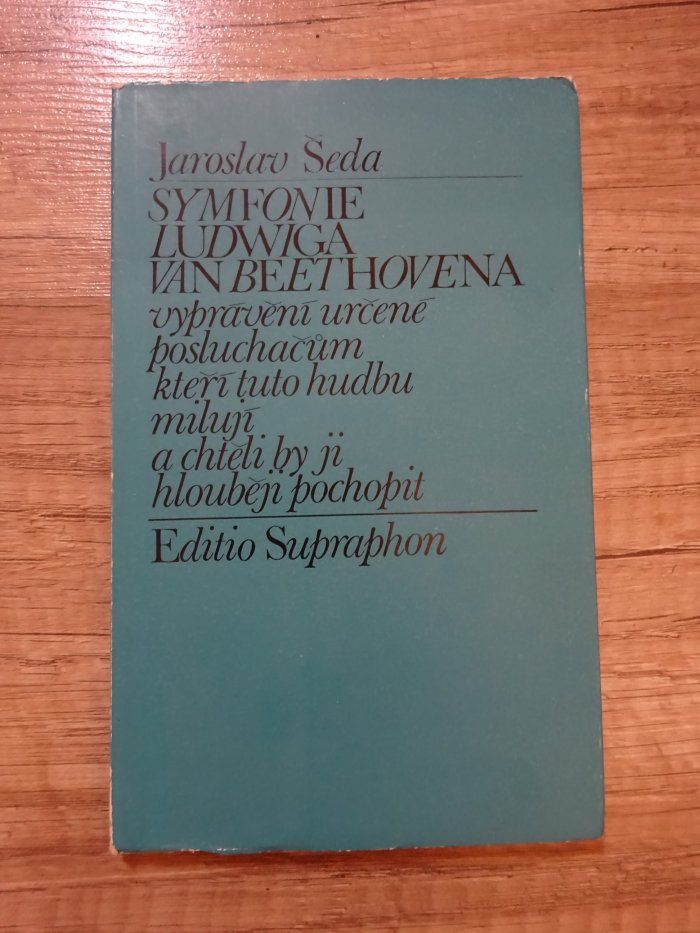 Jaroslav Šeda
SYMFONIE
LUDWIGA
VAN BEETHOVENA
vyprávění určené
posluchačům
kteří tuto hudbu
milují
a chtěli by ji
hlouběji pochopit
Editio Supraphon